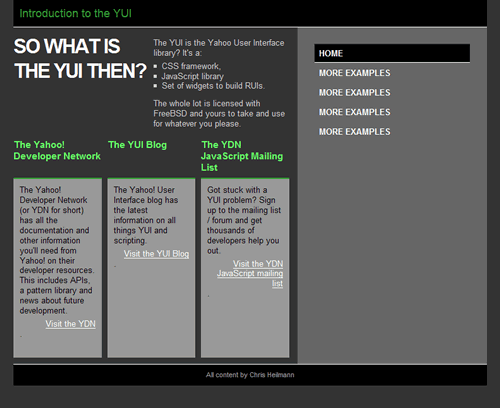 Introduction to the YUI
SO WHAT IS
THE YUI THEN?
The YUI is the Yahoo User Interface
library? It's a:
CSS framework,
JavaScript library
Set of widgets to build RUIs.
The whole lot is licensed with
FreeBSD and yours to take and use
for whatever you please.
HOME
MORE EXAMPLES
MORE EXAMPLES
MORE EXAMPLES
MORE EXAMPLES
The Yahoo!
Developer Network
The Yahoo!
Developer Network
(or YDN for short)
has all the
documentation and
other information
you'll need from
Yahoo! on their
developer resources.
This includes APIs,
a pattern library and
news about future
development.
Visit the YDN
.
The YUI Blog
The Yahoo! User
Interface blog has
the latest
information on all
things YUI and
scripting.
Visit the YUI Blog
.
The YDN
JavaScript Mailing
List
Got stuck with a
YUI problem? Sign
up to the mailing list
/ forum and get
thousands of
developers help you
out.
Visit the YDN
JavaScript mailing
list
.
All content by Chris Heilmann